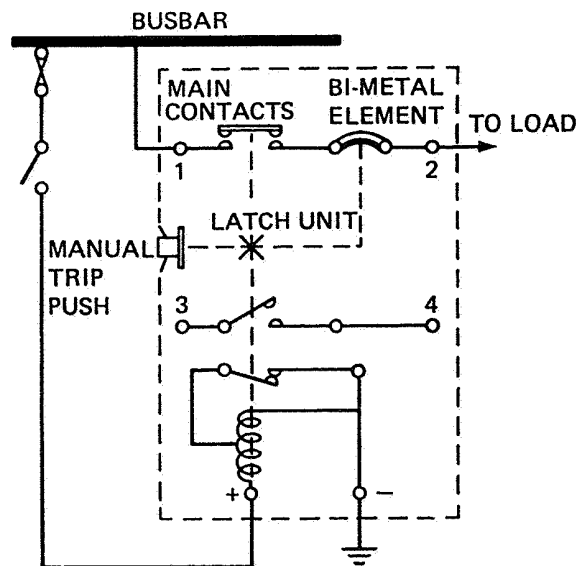 BUSBAR
MAIN
CONTACTS
BI-METAL
ELEMENT
TO LOAD
1
2
LATCH UNIT
MANUAL
TRIP
PUSH
3
4
+
−